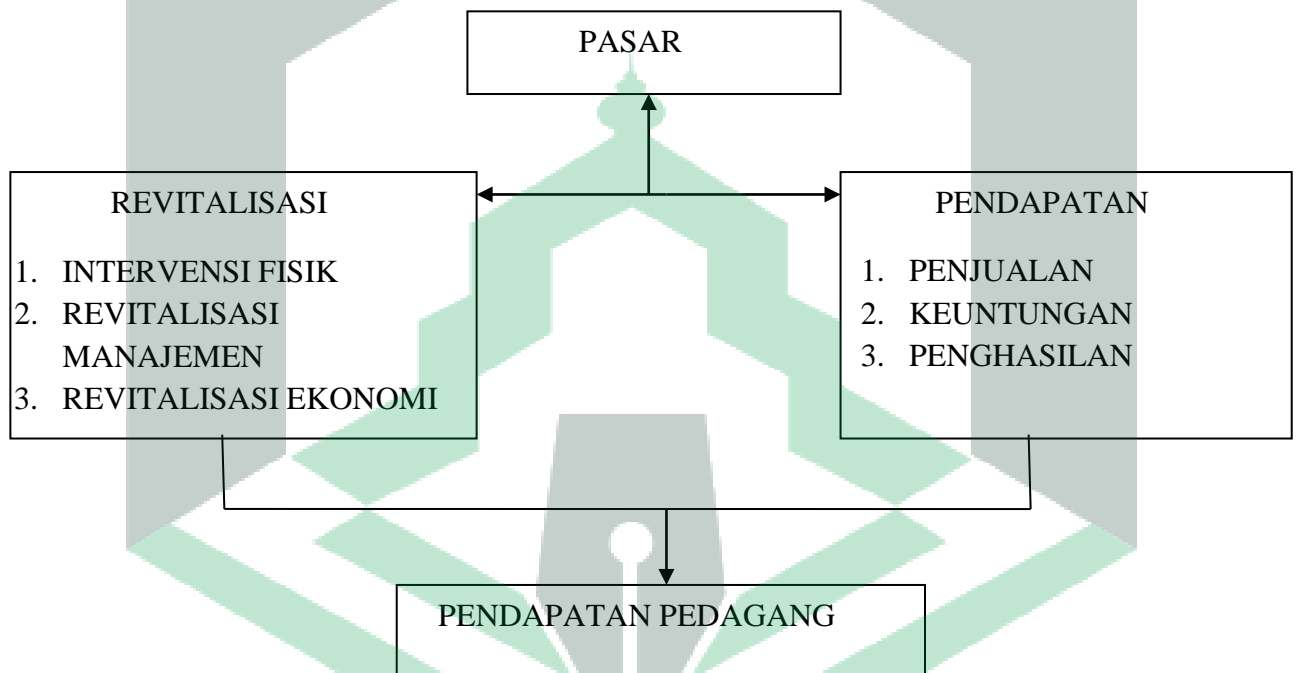 PASAR
REVITALISASI
1. INTERVENSI FISIK
2. REVITALISASI
MANAJEMEN
3. REVITALISASI EKONOMI
PENDAPATAN
1. PENJUALAN
2. KEUNTUNGAN
3. PENGHASILAN
PENDAPATAN PEDAGANG